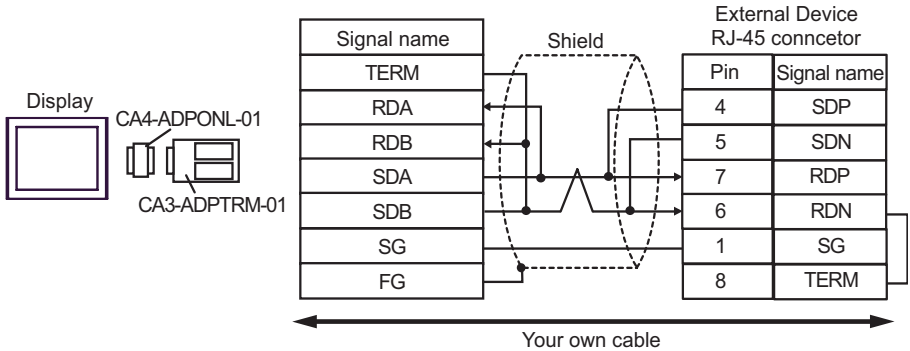 External Device
RJ-45 conncetor
Signal name
Shield
TERM
Pin
Signal name
Display
RDA
4
SDP
CA4-ADPONL-01
RDB
5
SDN
SDA
7
RDP
CA3-ADPTRM-01
SDB
6
RDN
SG
1
SG
FG
8
TERM
Your own cable